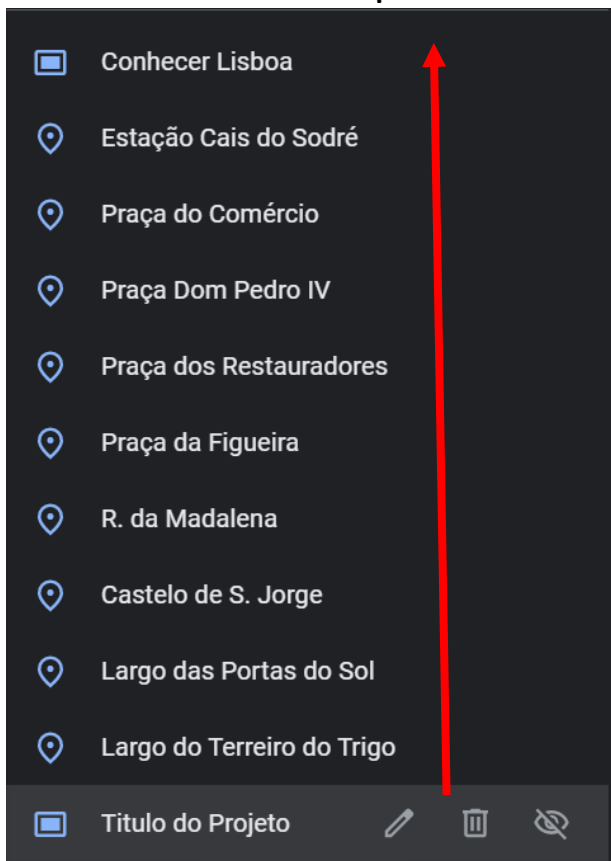 Conhecer Lisboa
Estação Cais do Sodré
Praça do Comércio
Praça Dom Pedro IV
Praça dos Restauradores
Praça da Figueira
R. da Madalena
Castelo de S. Jorge
Largo das Portas do Sol
Largo do Terreiro do Trigo
Titulo do Projeto